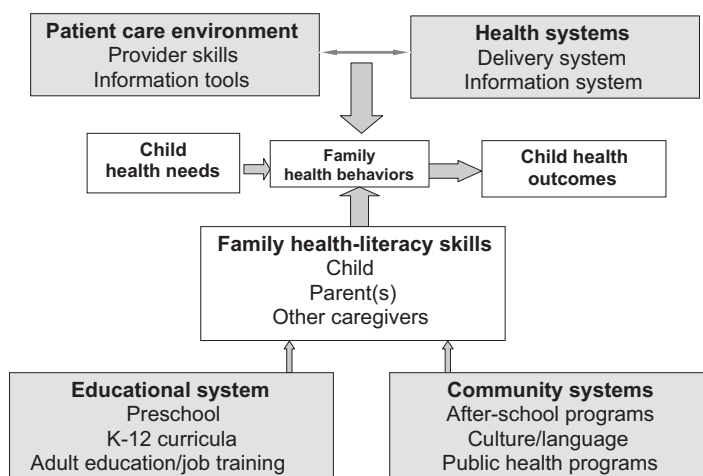 Patient care environment
Provider skills
Information tools
Health systems
Delivery system
Information system
Child
health needs
Family
health behaviors
Child health
outcomes
Family health-literacy skills
Child
Parent(s)
Other caregivers
Educational system
Preschool
K-12 curricula
Adult education/job training
Community systems
After-school programs
Culture/language
Public health programs